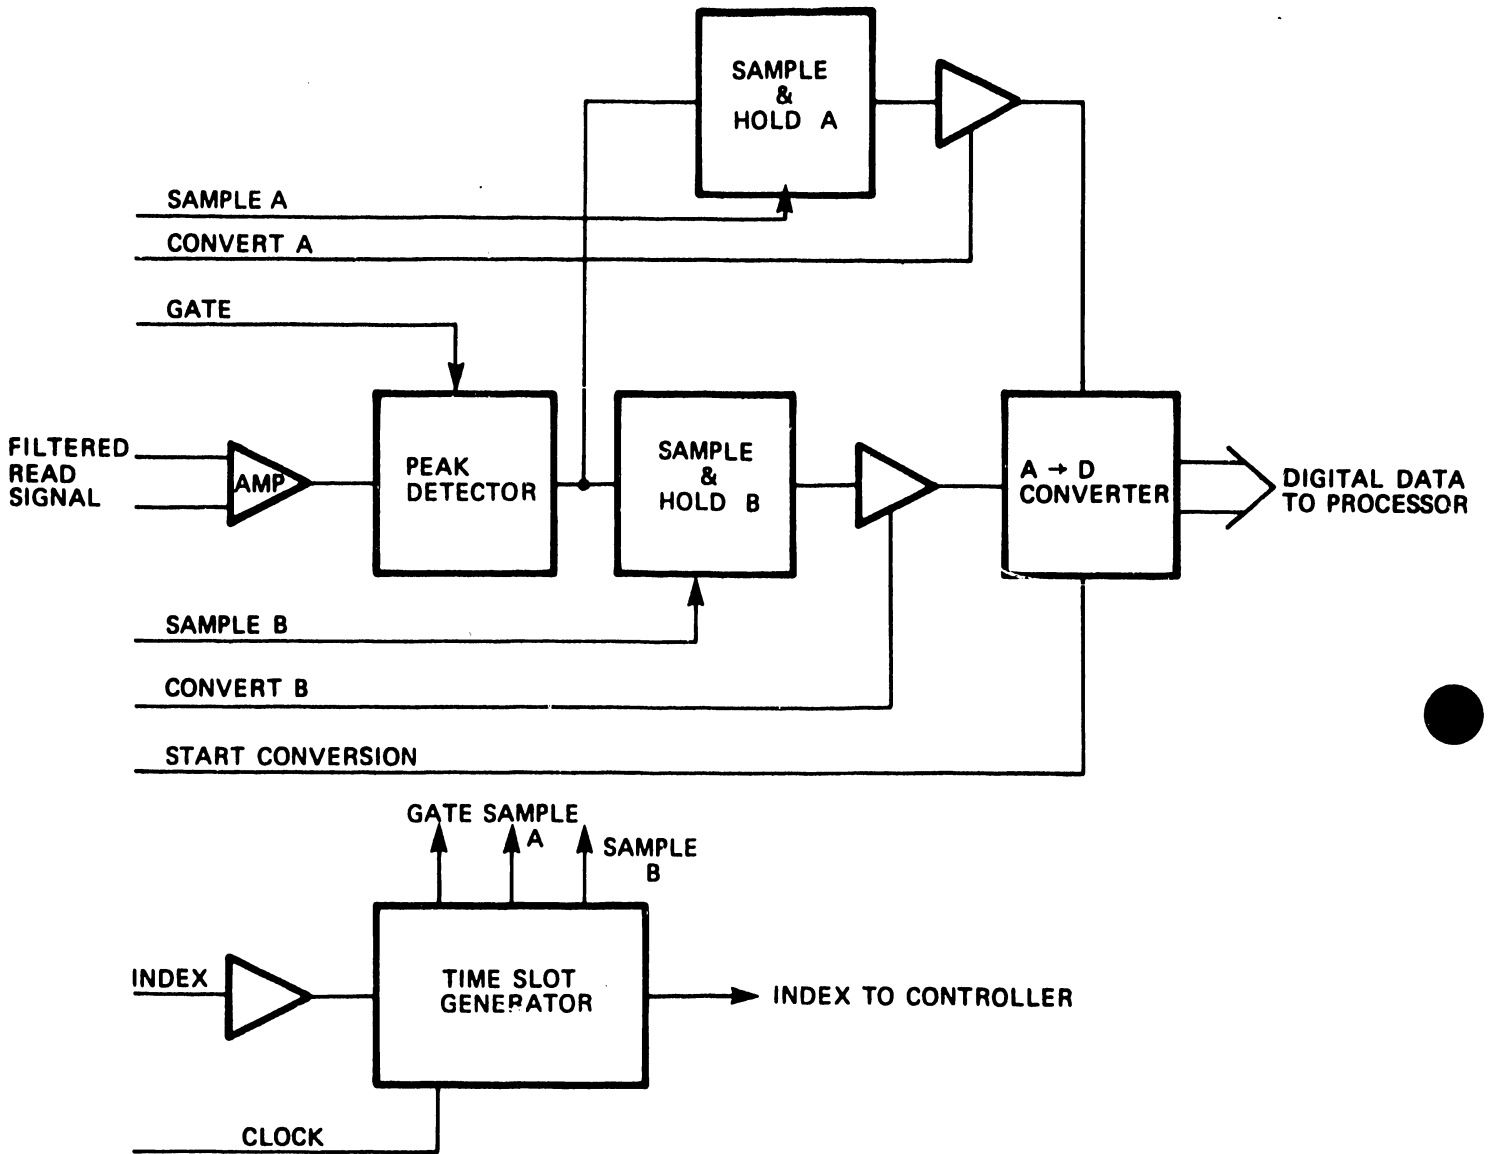 SAMPLE
&
HOLD A
SAMPLE A
CONVERT A
GATE
FILTERED
READ
SIGNAL
AMP
PEAK
DETECTOR
SAMPLE
&
HOLD B
A → D
CONVERTER
DIGITAL DATA
TO PROCESSOR
SAMPLE B
CONVERT B
START CONVERSION
GATE SAMPLE
A
SAMPLE
B
INDEX
TIME SLOT
GENERATOR
INDEX TO CONTROLLER
CLOCK